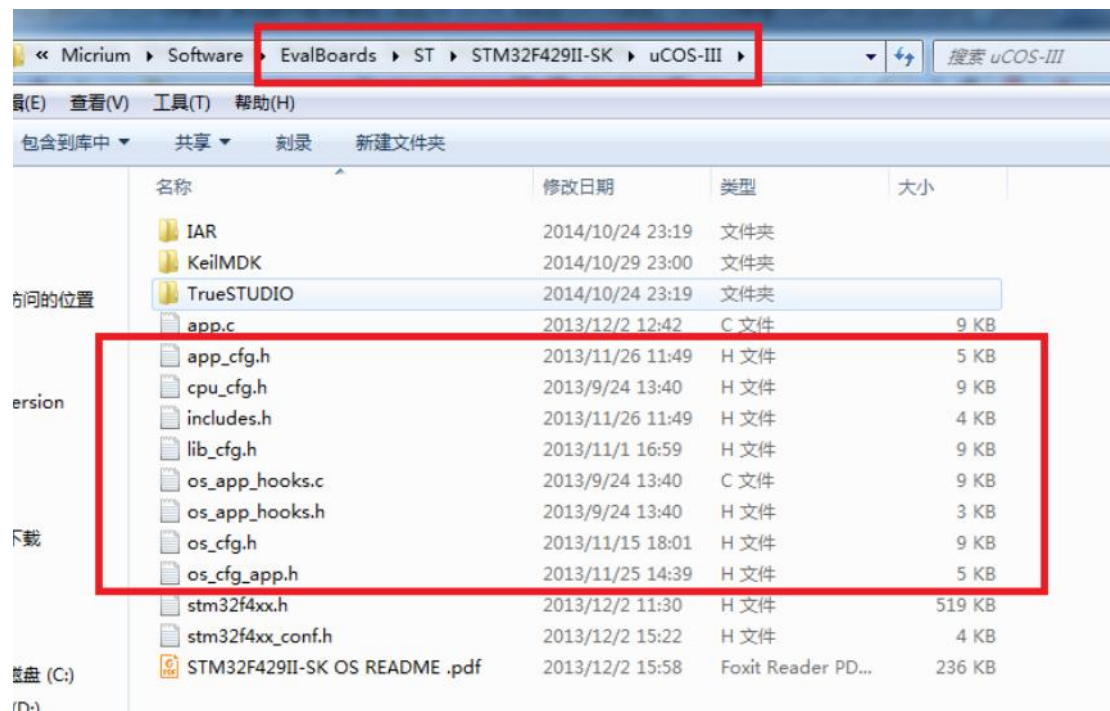 « Micrium ▸ Software ▸ EvalBoards ▸ ST ▸ STM32F429II-SK ▸ uCOS-III ▸ 搜索 uCOS-III
辑(E) 查看(V) 工具(T) 帮助(H)
包含到库中 共享 刻录 新建文件夹
名称 修改日期 类型 大小
IAR 2014/10/24 23:19 文件夹
KeilMDK 2014/10/29 23:00 文件夹
访问的位置 TrueSTUDIO 2014/10/24 23:19 文件夹
app.c 2013/12/2 12:42 C 文件 9 KB
app_cfg.h 2013/11/26 11:49 H 文件 5 KB
cpu_cfg.h 2013/9/24 13:40 H 文件 9 KB
ersion includes.h 2013/11/26 11:49 H 文件 4 KB
lib_cfg.h 2013/11/1 16:59 H 文件 9 KB
os_app_hooks.c 2013/9/24 13:40 C 文件 9 KB
os_app_hooks.h 2013/9/24 13:40 H 文件 3 KB
下载 os_cfg.h 2013/11/15 18:01 H 文件 9 KB
os_cfg_app.h 2013/11/25 14:39 H 文件 5 KB
stm32f4xx.h 2013/12/2 11:30 H 文件 519 KB
stm32f4xx_conf.h 2013/12/2 15:22 H 文件 4 KB
磁盘 (C:) STM32F429II-SK OS README .pdf 2013/12/2 15:58 Foxit Reader PD... 236 KB
(D:)